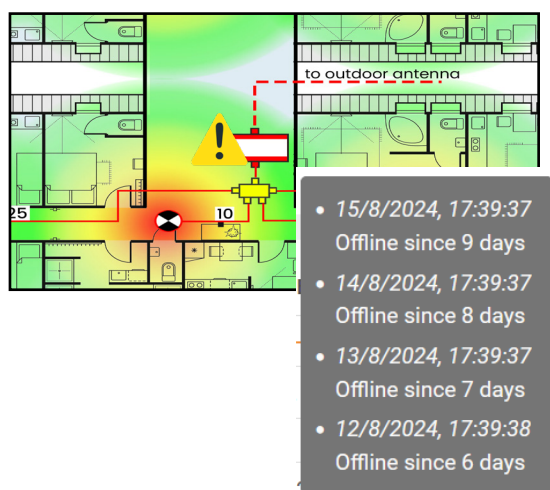 to outdoor antenna
25
10
15/8/2024, 17:39:37
Offline since 9 days
14/8/2024, 17:39:37
Offline since 8 days
13/8/2024, 17:39:37
Offline since 7 days
12/8/2024, 17:39:38
Offline since 6 days